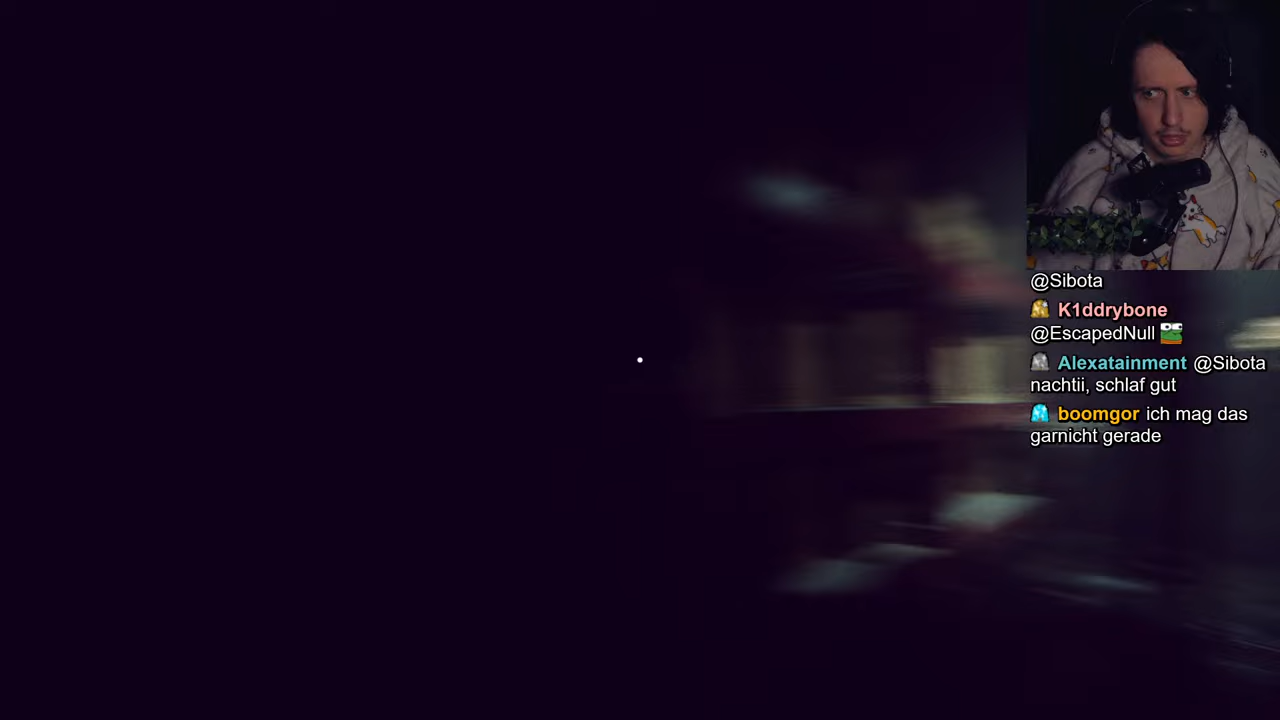 @Sibota
K1ddrybone
@EscapedNull
Alexatainment @Sibota
nachtii, schlaf gut
boomgor ich mag das
garnicht gerade